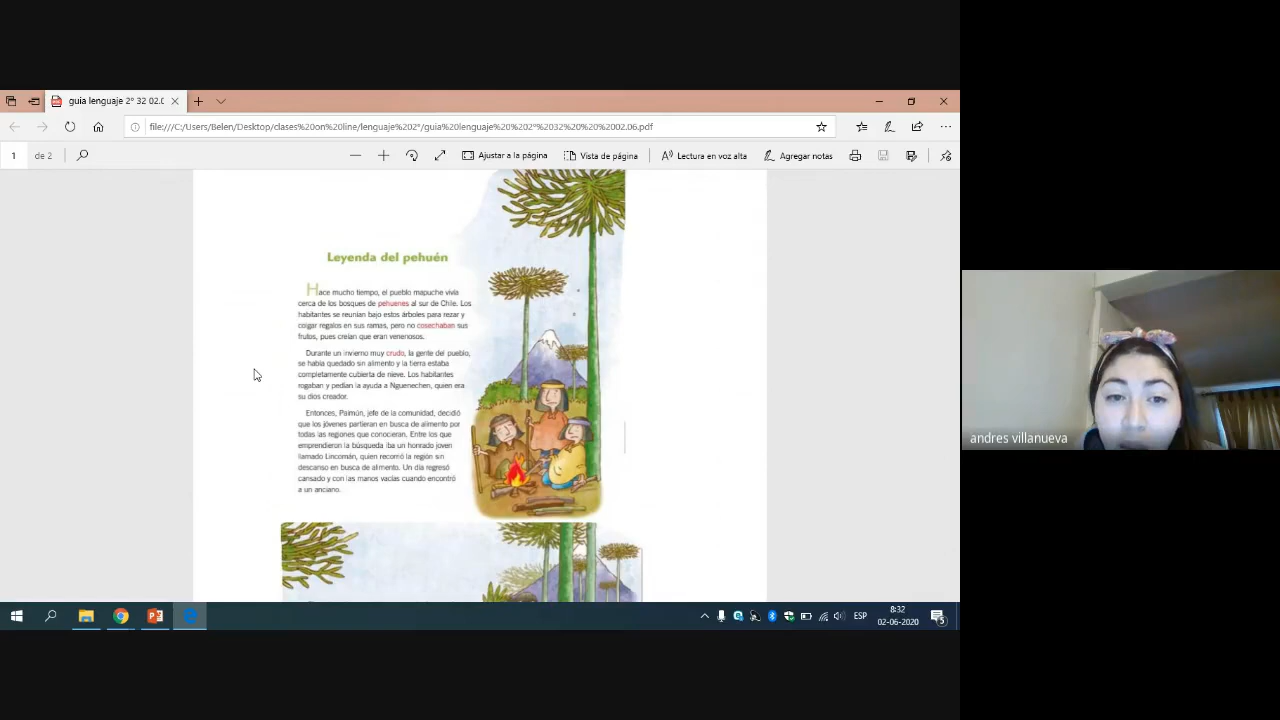 guia lenguaje 2° 32 02.0
file:///C:/Users/Belen/Desktop/clases%20on%20line/lenguaje%202°/guia%20lenguaje%20%202°%2032%20%20%2002.06.pdf
1 de 2 Ajustar a la página Vista de página Lectura en voz alta Agregar notas
Leyenda del pehuén
Hace mucho tiempo, el pueblo mapuche vivía
cerca de los bosques de pehuenes al sur de Chile. Los
habitantes se reunían bajo estos árboles para rezar y
colgar regalos en sus ramas, pero no cosechaban sus
frutos, pues creían que eran venenosos.
Durante un invierno muy crudo, la gente del pueblo,
se había quedado sin alimento y la tierra estaba
completamente cubierta de nieve. Los habitantes
rogaban y pedían la ayuda a Nguenechen, quien era
su dios creador.
Entonces, Paimún, jefe de la comunidad, decidió
que los jóvenes partieran en busca de alimento por
todas las regiones que conocieran. Entre los que
emprendieron la búsqueda iba un honrado joven
llamado Lincomán, quien recorrió la región sin
descanso en busca de alimento. Un día regresó
cansado y con las manos vacías cuando encontró
a un anciano.
andres villanueva
ESP
8:32
02-06-2020
5